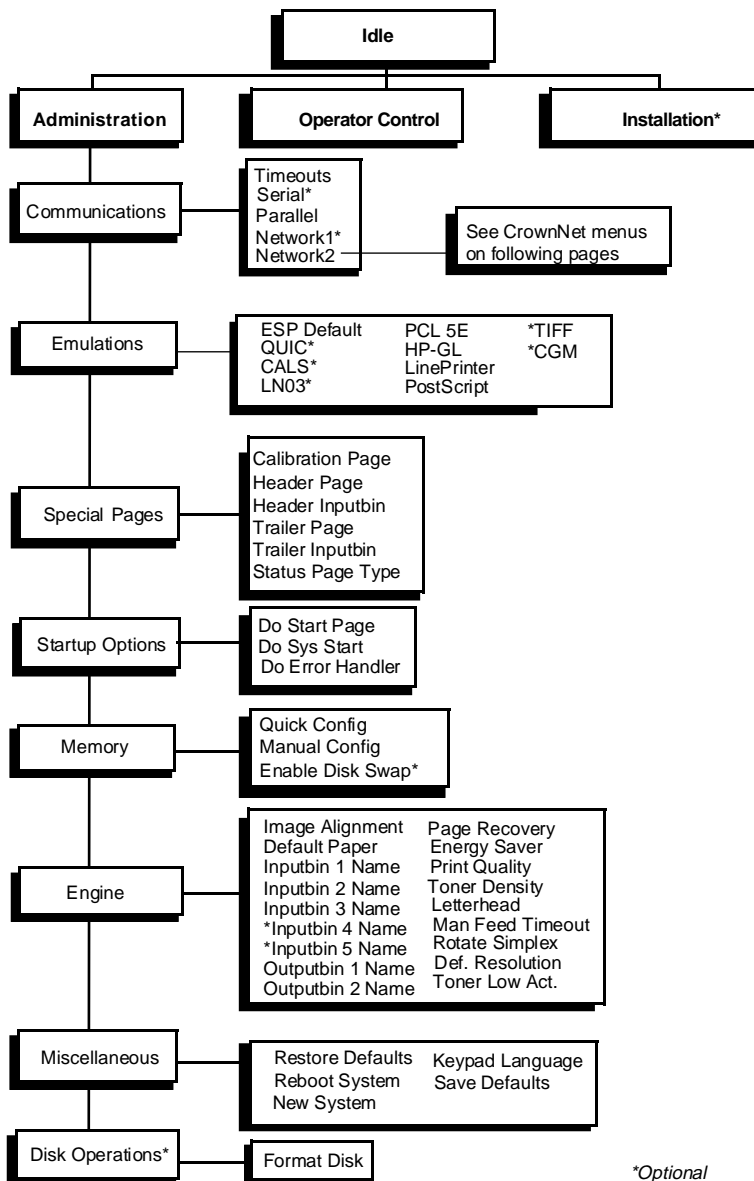 Idle
Administration
Operator Control
Installation*
Communications
Timeouts
Serial*
Parallel
Network1*
Network2
See CrownNet menus
on following pages
Emulations
ESP Default
QUIC*
CALS*
LN03*
PCL 5E
HP-GL
LinePrinter
PostScript
*TIFF
*CGM
Special Pages
Calibration Page
Header Page
Header Inputbin
Trailer Page
Trailer Inputbin
Status Page Type
Startup Options
Do Start Page
Do Sys Start
Do Error Handler
Memory
Quick Config
Manual Config
Enable Disk Swap*
Engine
Image Alignment
Default Paper
Inputbin 1 Name
Inputbin 2 Name
Inputbin 3 Name
*Inputbin 4 Name
*Inputbin 5 Name
Outputbin 1 Name
Outputbin 2 Name
Page Recovery
Energy Saver
Print Quality
Toner Density
Letterhead
Man Feed Timeout
Rotate Simplex
Def. Resolution
Toner Low Act.
Miscellaneous
Restore Defaults
Reboot System
New System
Keypad Language
Save Defaults
Disk Operations*
Format Disk
*Optional